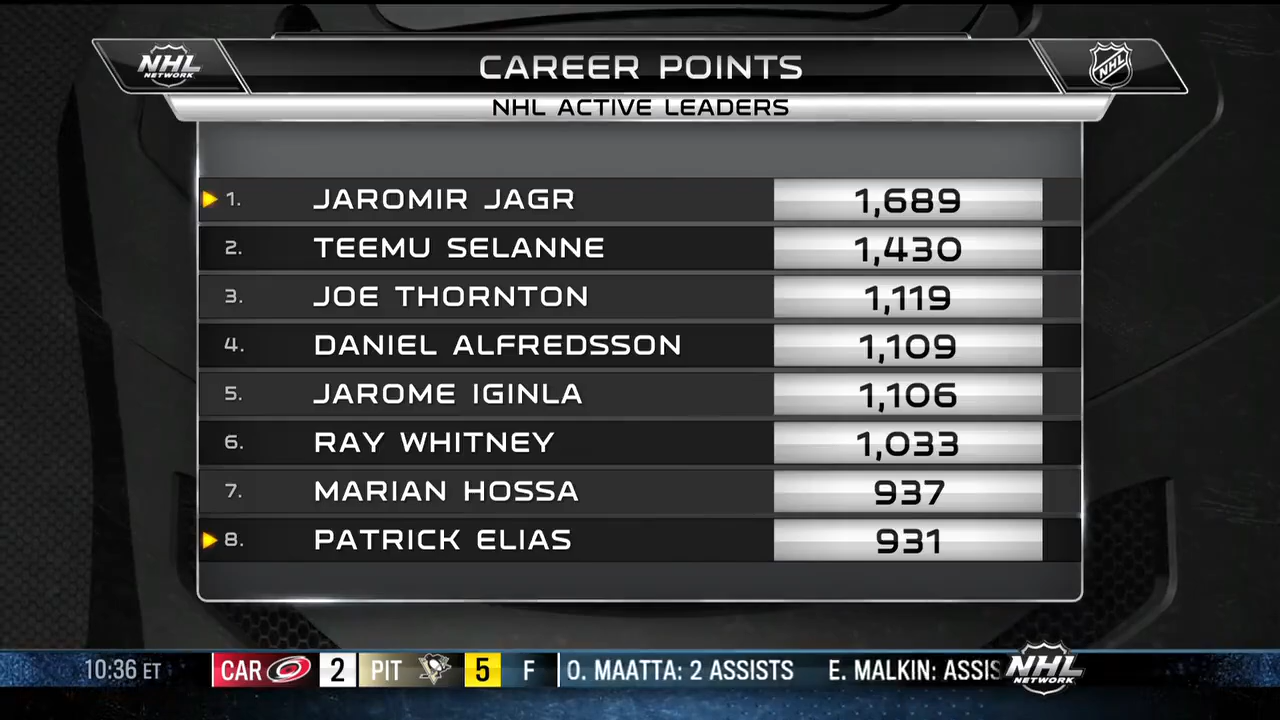 NHL NETWORK
CAREER POINTS
NHL
NHL ACTIVE LEADERS
1. JAROMIR JAGR 1,689
2. TEEMU SELANNE 1,430
3. JOE THORNTON 1,119
4. DANIEL ALFREDSSON 1,109
5. JAROME IGINLA 1,106
6. RAY WHITNEY 1,033
7. MARIAN HOSSA 937
8. PATRICK ELIAS 931
10:36 ET CAR 2 PIT 5 F O. MAATTA: 2 ASSISTS E. MALKIN: ASSIS NHL NETWORK